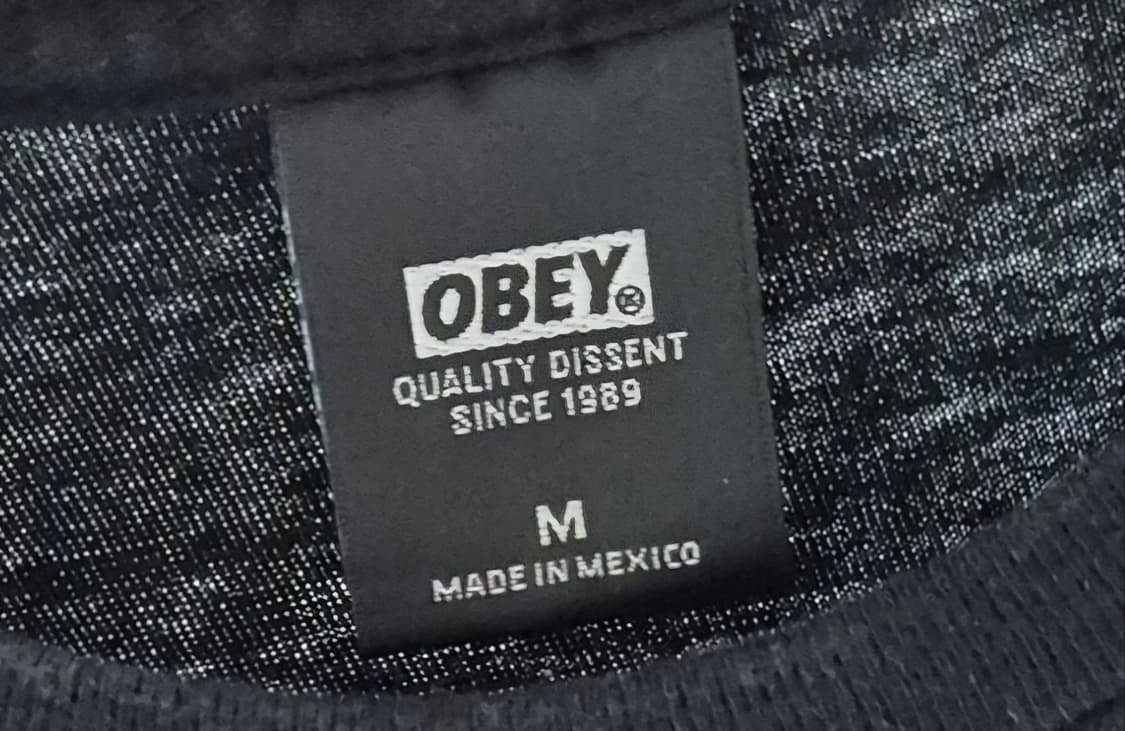 OBEY®
QUALITY DISSENT
SINCE 1989
M
MADE IN MEXICO